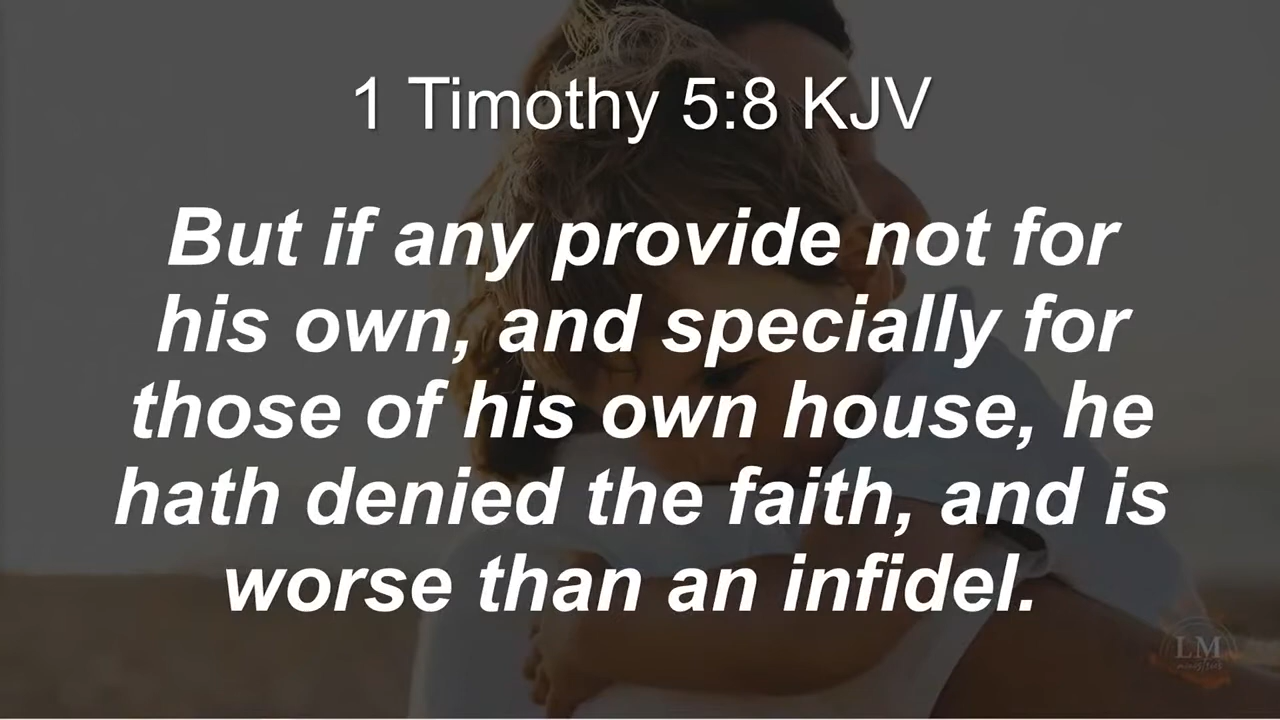 1 Timothy 5:8 KJV
But if any provide not for
his own, and specially for
those of his own house, he
hath denied the faith, and is
worse than an infidel.
LM
ministries